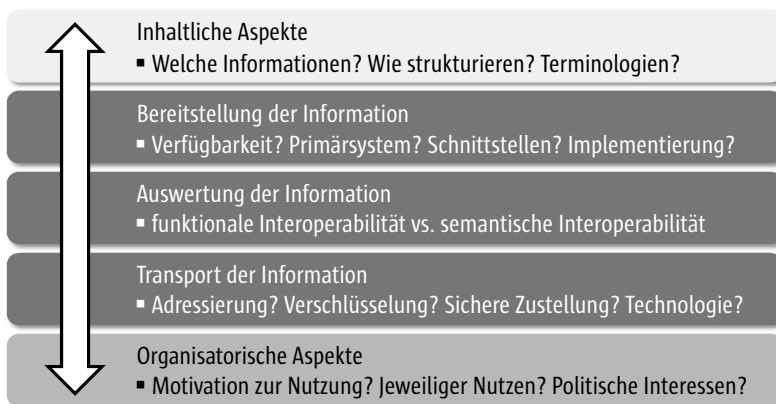 Inhaltliche Aspekte
▪ Welche Informationen? Wie strukturieren? Terminologien?
Bereitstellung der Information
▪ Verfügbarkeit? Primärsystem? Schnittstellen? Implementierung?
Auswertung der Information
▪ funktionale Interoperabilität vs. semantische Interoperabilität
Transport der Information
▪ Adressierung? Verschlüsselung? Sichere Zustellung? Technologie?
Organisatorische Aspekte
▪ Motivation zur Nutzung? Jeweiliger Nutzen? Politische Interessen?